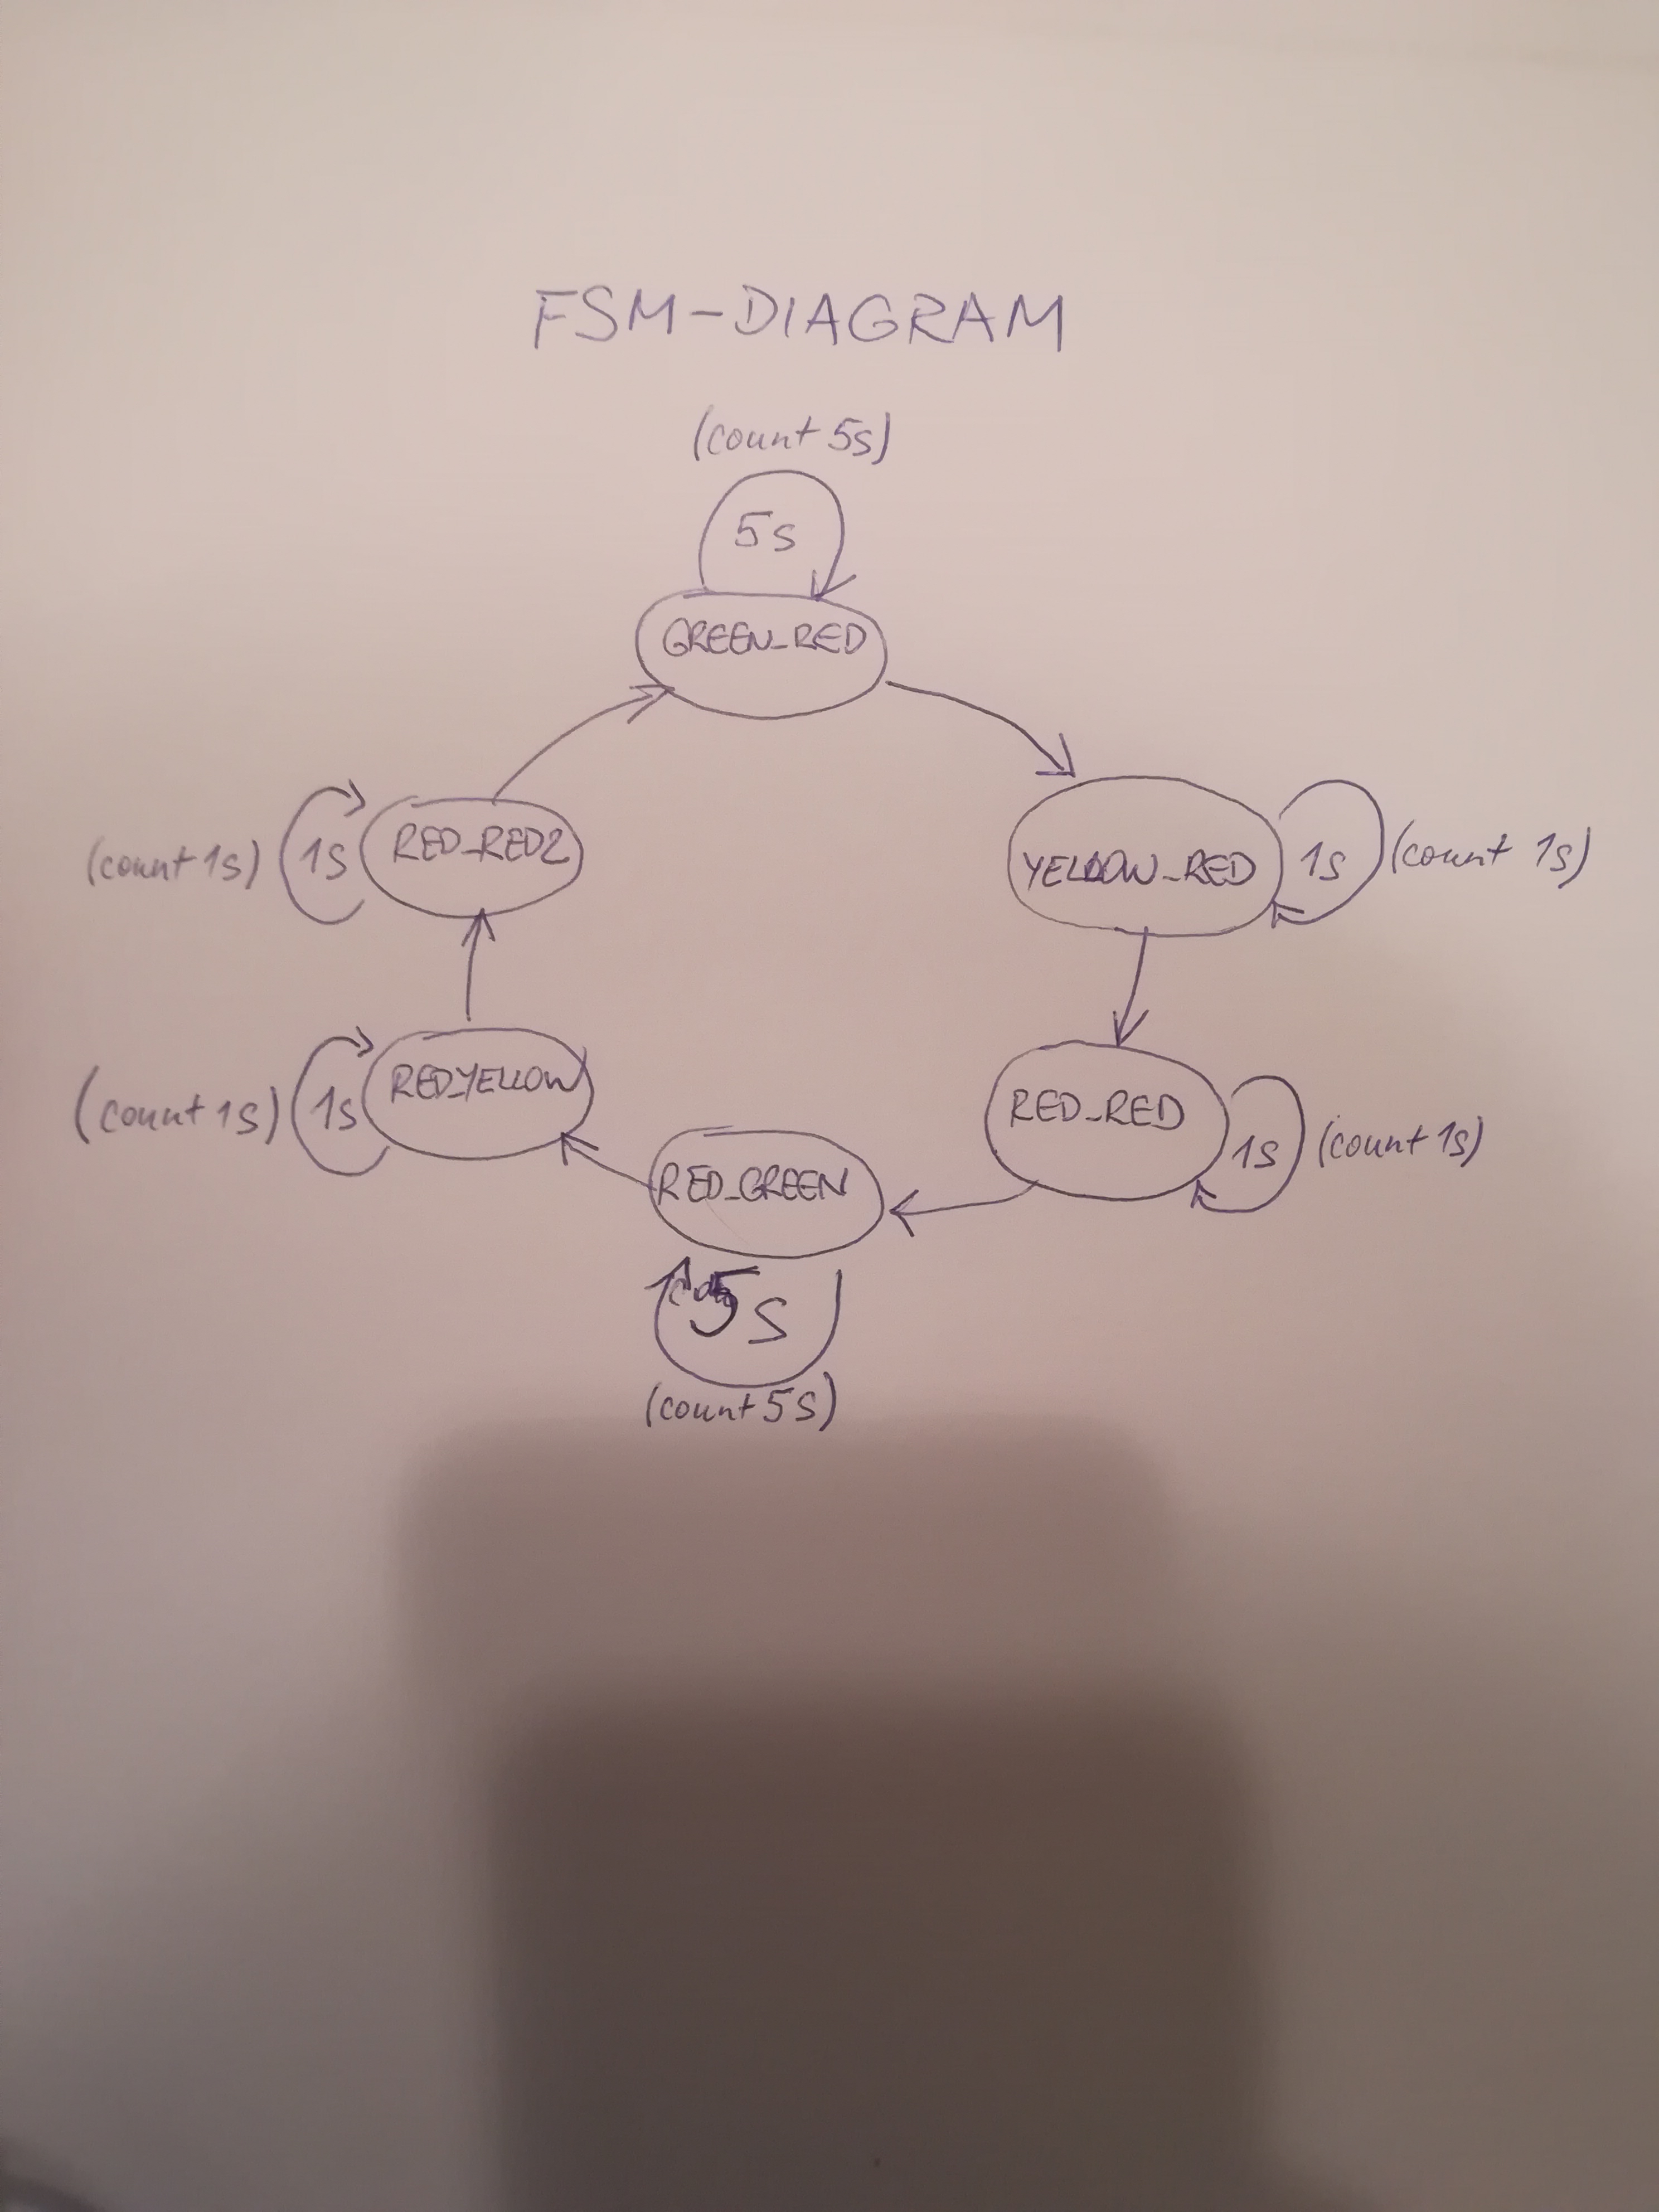 FSM-DIAGRAM
(count 5s)
5s
GREEN_RED
(count 1s)
1s
RED_RED2
YELLOW_RED
1s
(count 1s)
(count 1s)
1s
RED_YELLOW
RED_RED
1s
(count 1s)
RED_GREEN
5s
(count 5s)